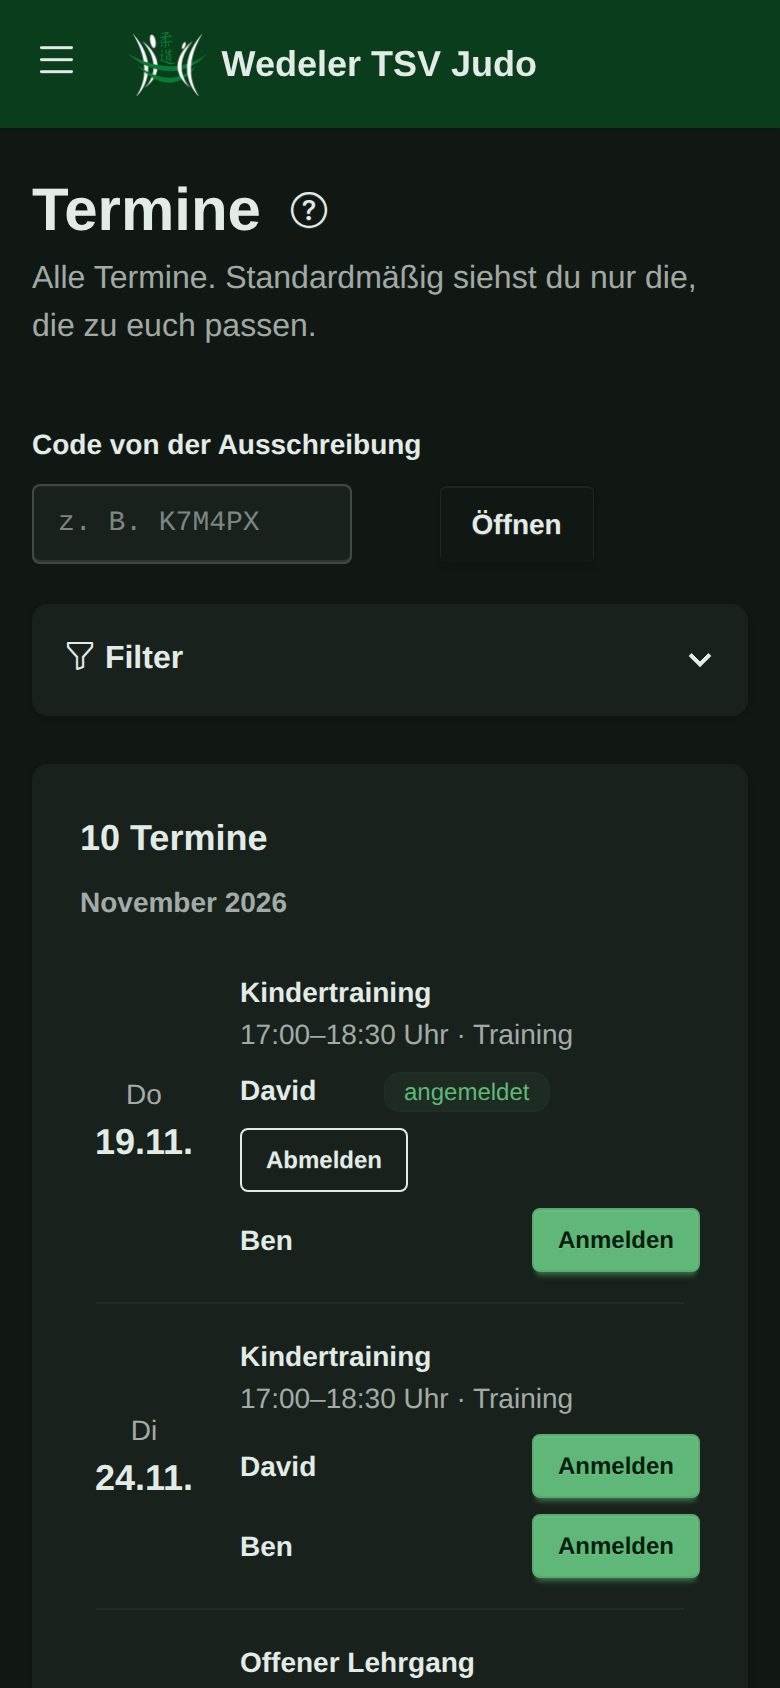 柔道
Wedeler TSV Judo
Termine ?
Alle Termine. Standardmäßig siehst du nur die,
die zu euch passen.
Code von der Ausschreibung
z. B. K7M4PX
Öffnen
Filter
10 Termine
November 2026
Do
19.11.
Kindertraining
17:00–18:30 Uhr · Training
David angemeldet
Abmelden
Ben Anmelden
Di
24.11.
Kindertraining
17:00–18:30 Uhr · Training
David Anmelden
Ben Anmelden
Offener Lehrgang